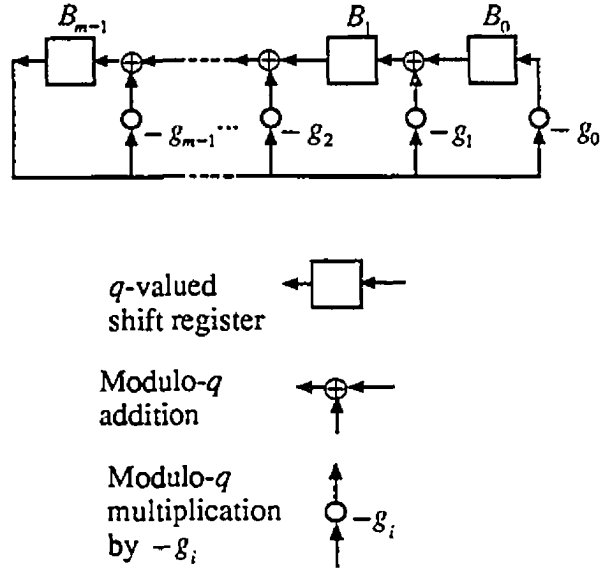 B_{m-1} B_1 B_0
- g_{m-1} ... - g_2 - g_1 - g_0
q-valued
shift register
Modulo-q
addition
Modulo-q
multiplication
by -g_i
-g_i